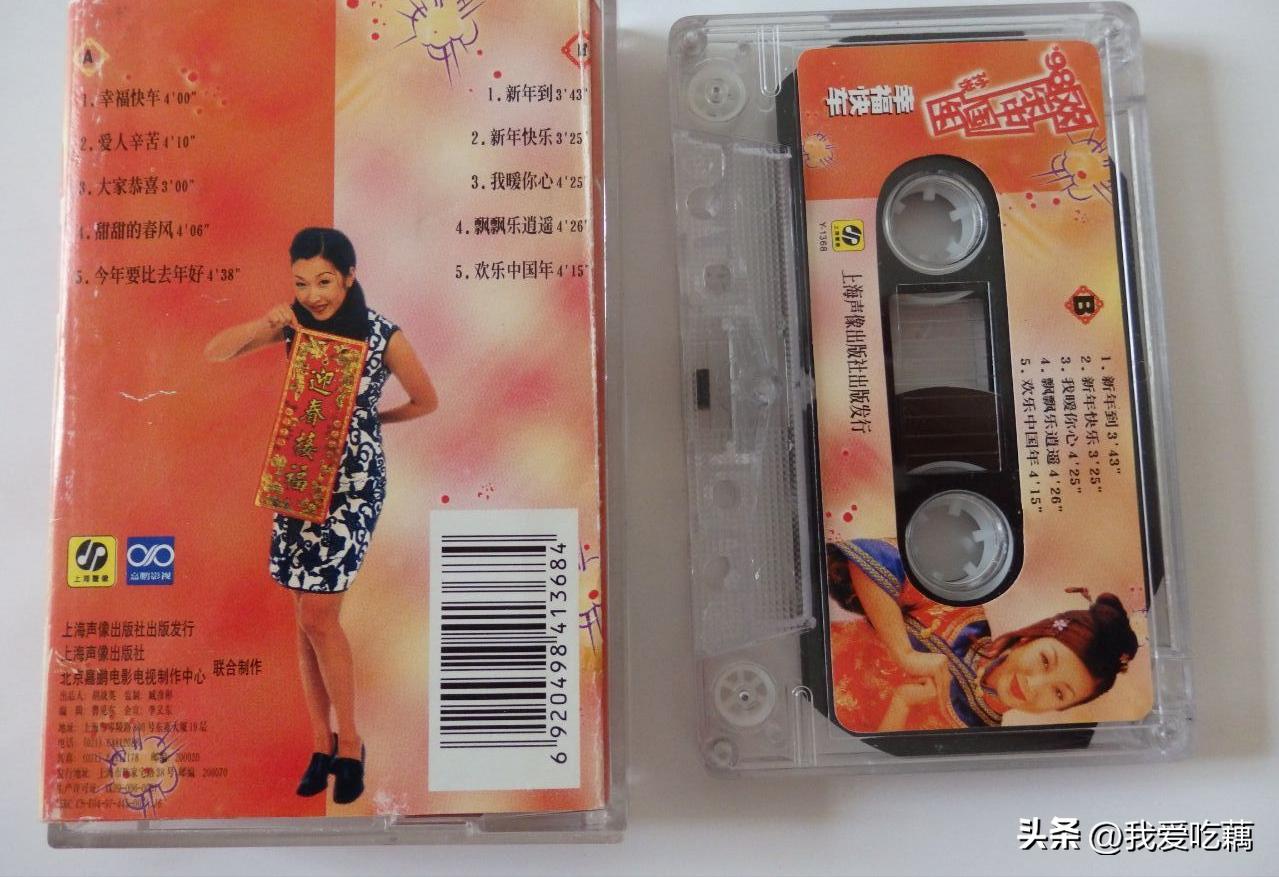 A
1.幸福快车4'00"
2.爱人辛苦4'10"
3.大家恭喜3'00"
4.甜甜的春风4'06"
5.今年要比去年好4'38"
B
1.新年到3'43"
2.新年快乐3'25"
3.我暖你心4'25"
4.飘飘乐逍遥4'26"
5.欢乐中国年4'15"
迎春接福
上海声像
上海声像出版社出版发行
上海声像出版社
北京嘉鹏电影电视制作中心
联合制作
6920498413684
'98
中国年
幸福快车
Y-1368
上海声像出版社出版发行
B
1.新年到3'43"
2.新年快乐3'25"
3.我暖你心4'25"
4.飘飘乐逍遥4'26"
5.欢乐中国年4'15"
头条 @我爱吃藕